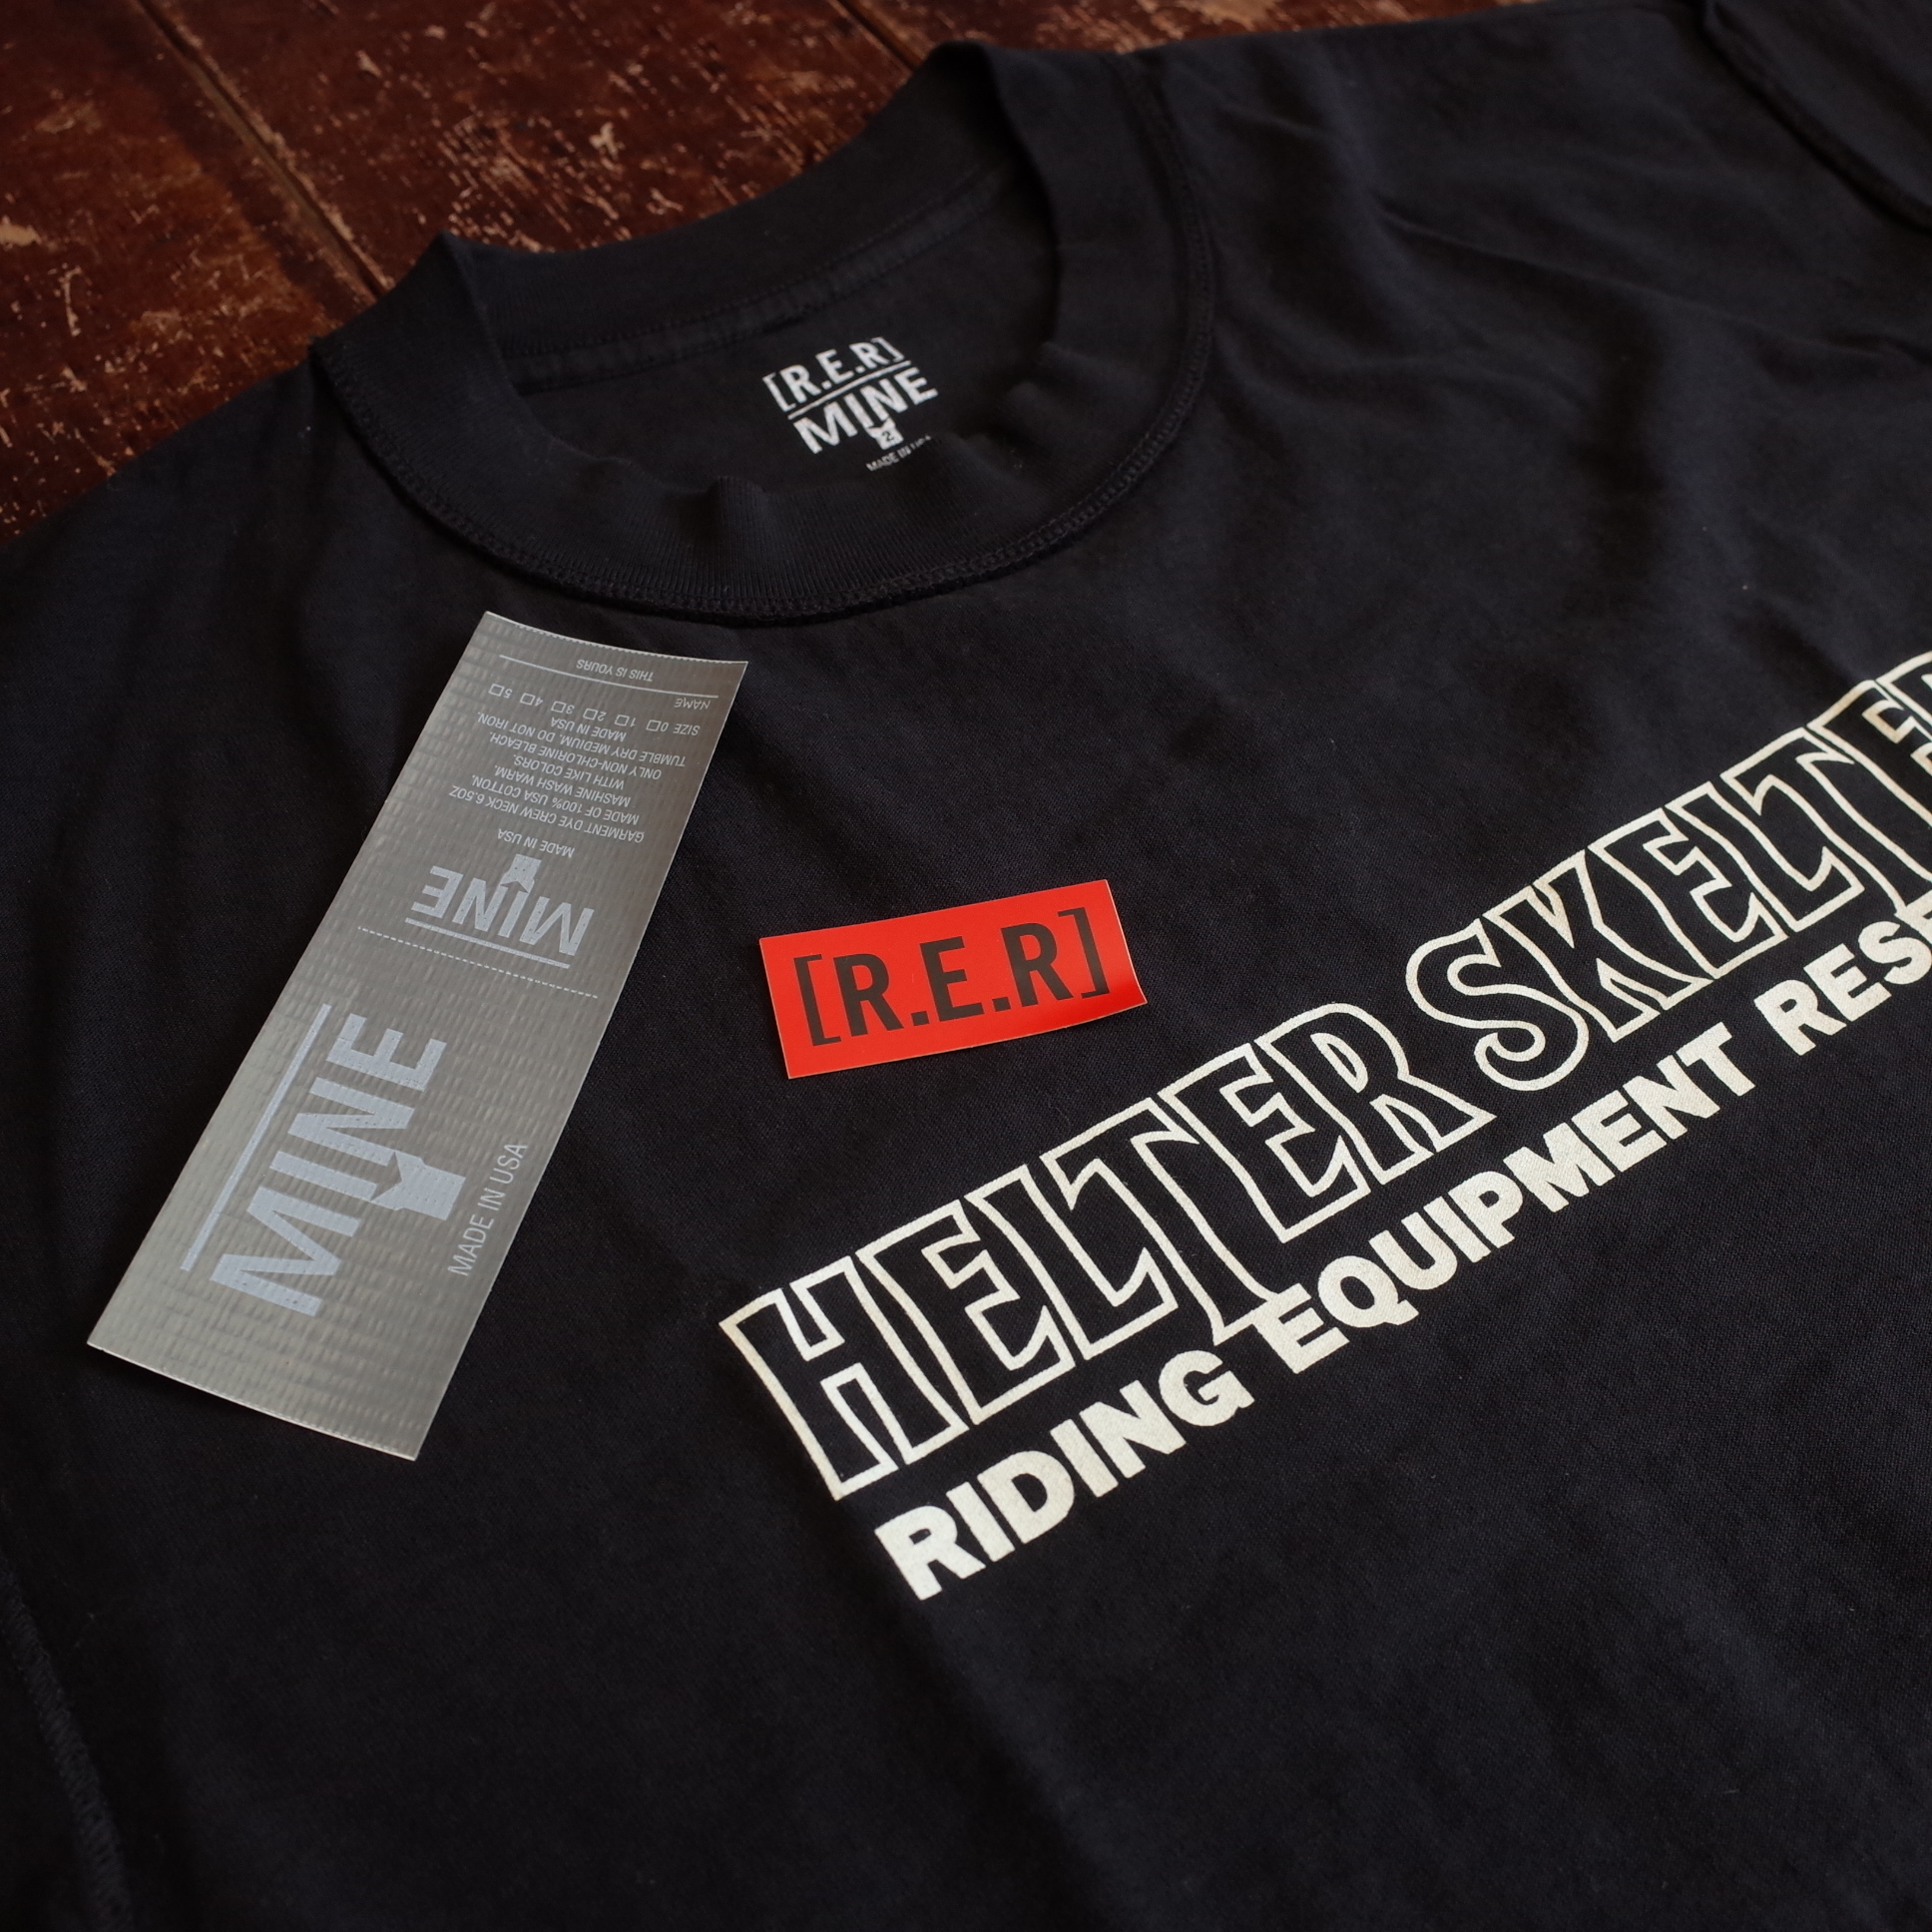 [R.E.R]
MINE
2
MADE IN USA
THIS IS YOURS
NAME
SIZE 0☐ 1☐ 2☐ 3☐ 4☐ 5☐
MADE IN USA
TUMBLE DRY MEDIUM. DO NOT IRON.
ONLY NON-CHLORINE BLEACH.
WITH LIKE COLORS.
MASHINE WASH WARM.
MADE OF 100% USA COTTON.
GARMENT DYE CREW NECK 6.5OZ
MADE IN USA
MINE
MINE
MADE IN USA
[R.E.R]
HELTER SKELTER
RIDING EQUIPMENT RESE